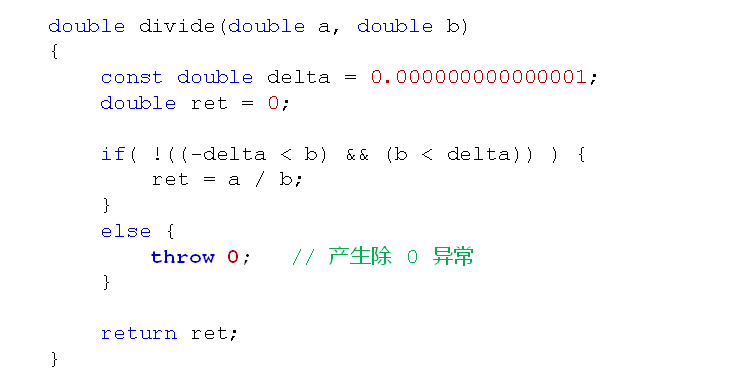 double divide(double a, double b)
{
    const double delta = 0.000000000000001;
    double ret = 0;
    if( !((-delta < b) && (b < delta)) ) {
        ret = a / b;
    }
    else {
        throw 0;   // 产生除 0 异常
    }
    return ret;
}